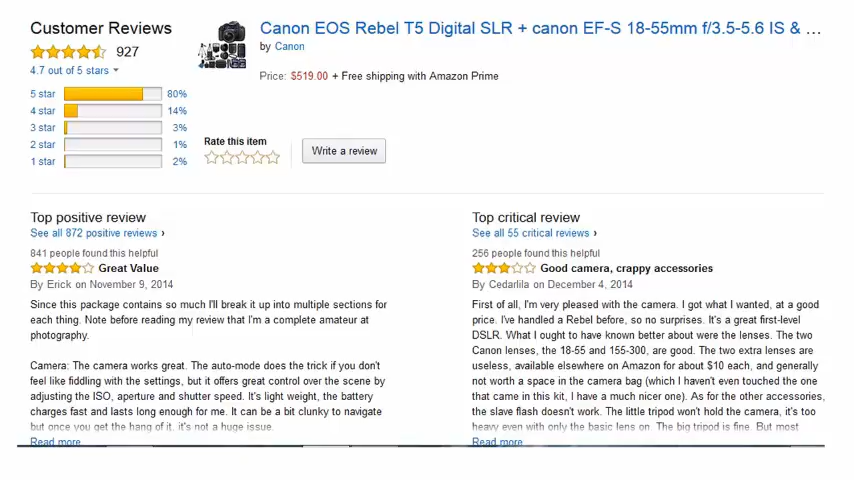 Customer Reviews
927
4.7 out of 5 stars
5 star 80%
4 star 14%
3 star 3%
2 star 1%
1 star 2%
Canon EOS Rebel T5 Digital SLR + canon EF-S 18-55mm f/3.5-5.6 IS & …
by Canon
Price: $519.00 + Free shipping with Amazon Prime
Rate this item
Write a review
Top positive review
See all 872 positive reviews ›
841 people found this helpful
Great Value
By Erick on November 9, 2014
Since this package contains so much I'll break it up into multiple sections for
each thing. Note before reading my review that I'm a complete amateur at
photography.
Camera: The camera works great. The auto-mode does the trick if you don't
feel like fiddling with the settings, but it offers great control over the scene by
adjusting the ISO, aperture and shutter speed. It's light weight, the battery
charges fast and lasts long enough for me. It can be a bit clunky to navigate
but once you get the hang of it, it's not a huge issue.
Read more
Top critical review
See all 55 critical reviews ›
256 people found this helpful
Good camera, crappy accessories
By Cedarlila on December 4, 2014
First of all, I'm very pleased with the camera. I got what I wanted, at a good
price. I've handled a Rebel before, so no surprises. It's a great first-level
DSLR. What I ought to have known better about were the lenses. The two
Canon lenses, the 18-55 and 155-300, are good. The two extra lenses are
useless, available elsewhere on Amazon for about $10 each, and generally
not worth a space in the camera bag (which I haven't even touched the one
that came in this kit, I have a much nicer one). As for the other accessories,
the slave flash doesn't work. The little tripod won't hold the camera, it's too
heavy even with only the basic lens on. The big tripod is fine. But most
Read more